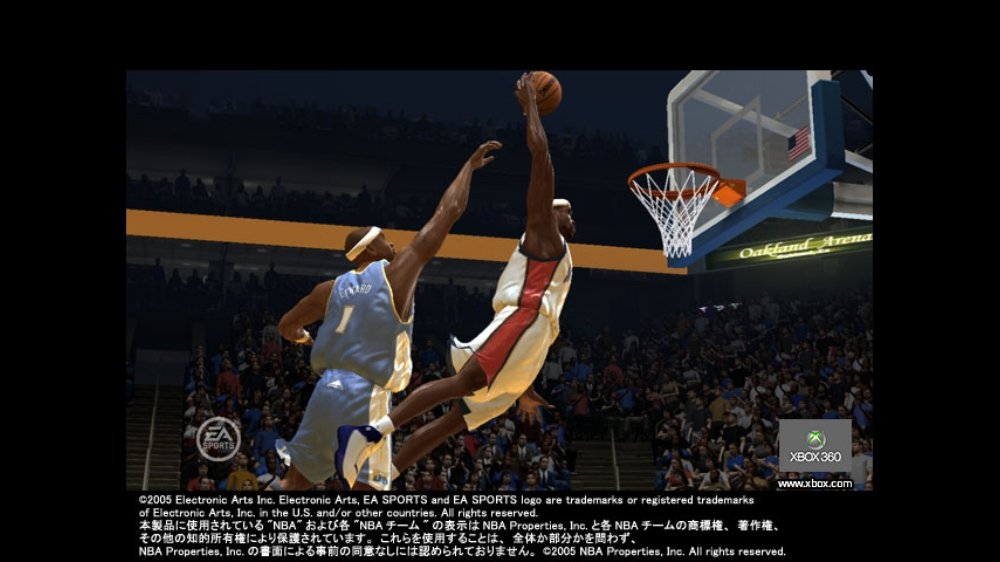 Oakland Arena
1
EA
SPORTS
XBOX 360
www.xbox.com
©2005 Electronic Arts Inc. Electronic Arts, EA SPORTS and EA SPORTS logo are trademarks or registered trademarks
of Electronic Arts, Inc. in the U.S. and/or other countries. All rights reserved.
本製品に使用されている "NBA" および各 "NBA チーム " の表示は NBA Properties, Inc. と各 NBA チームの商標権、著作権、
その他の知的所有権により保護されています。これらを使用することは、全体か部分かを問わず、
NBA Properties, Inc. の書面による事前の同意なしには認められておりません。©2005 NBA Properties, Inc. All rights reserved.